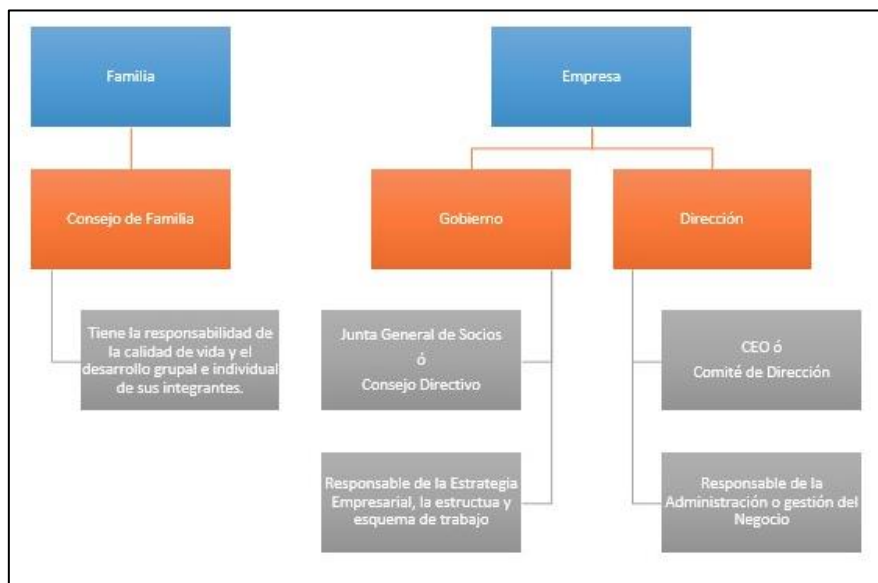 Familia
Empresa
Consejo de Familia
Gobierno
Dirección
Tiene la responsabilidad de
la calidad de vida y el
desarrollo grupal e individual
de sus integrantes.
Junta General de Socios
ó
Consejo Directivo
CEO ó
Comité de Dirección
Responsable de la Estrategia
Empresarial, la estructua y
esquema de trabajo
Responsable de la
Administración o gestión del
Negocio